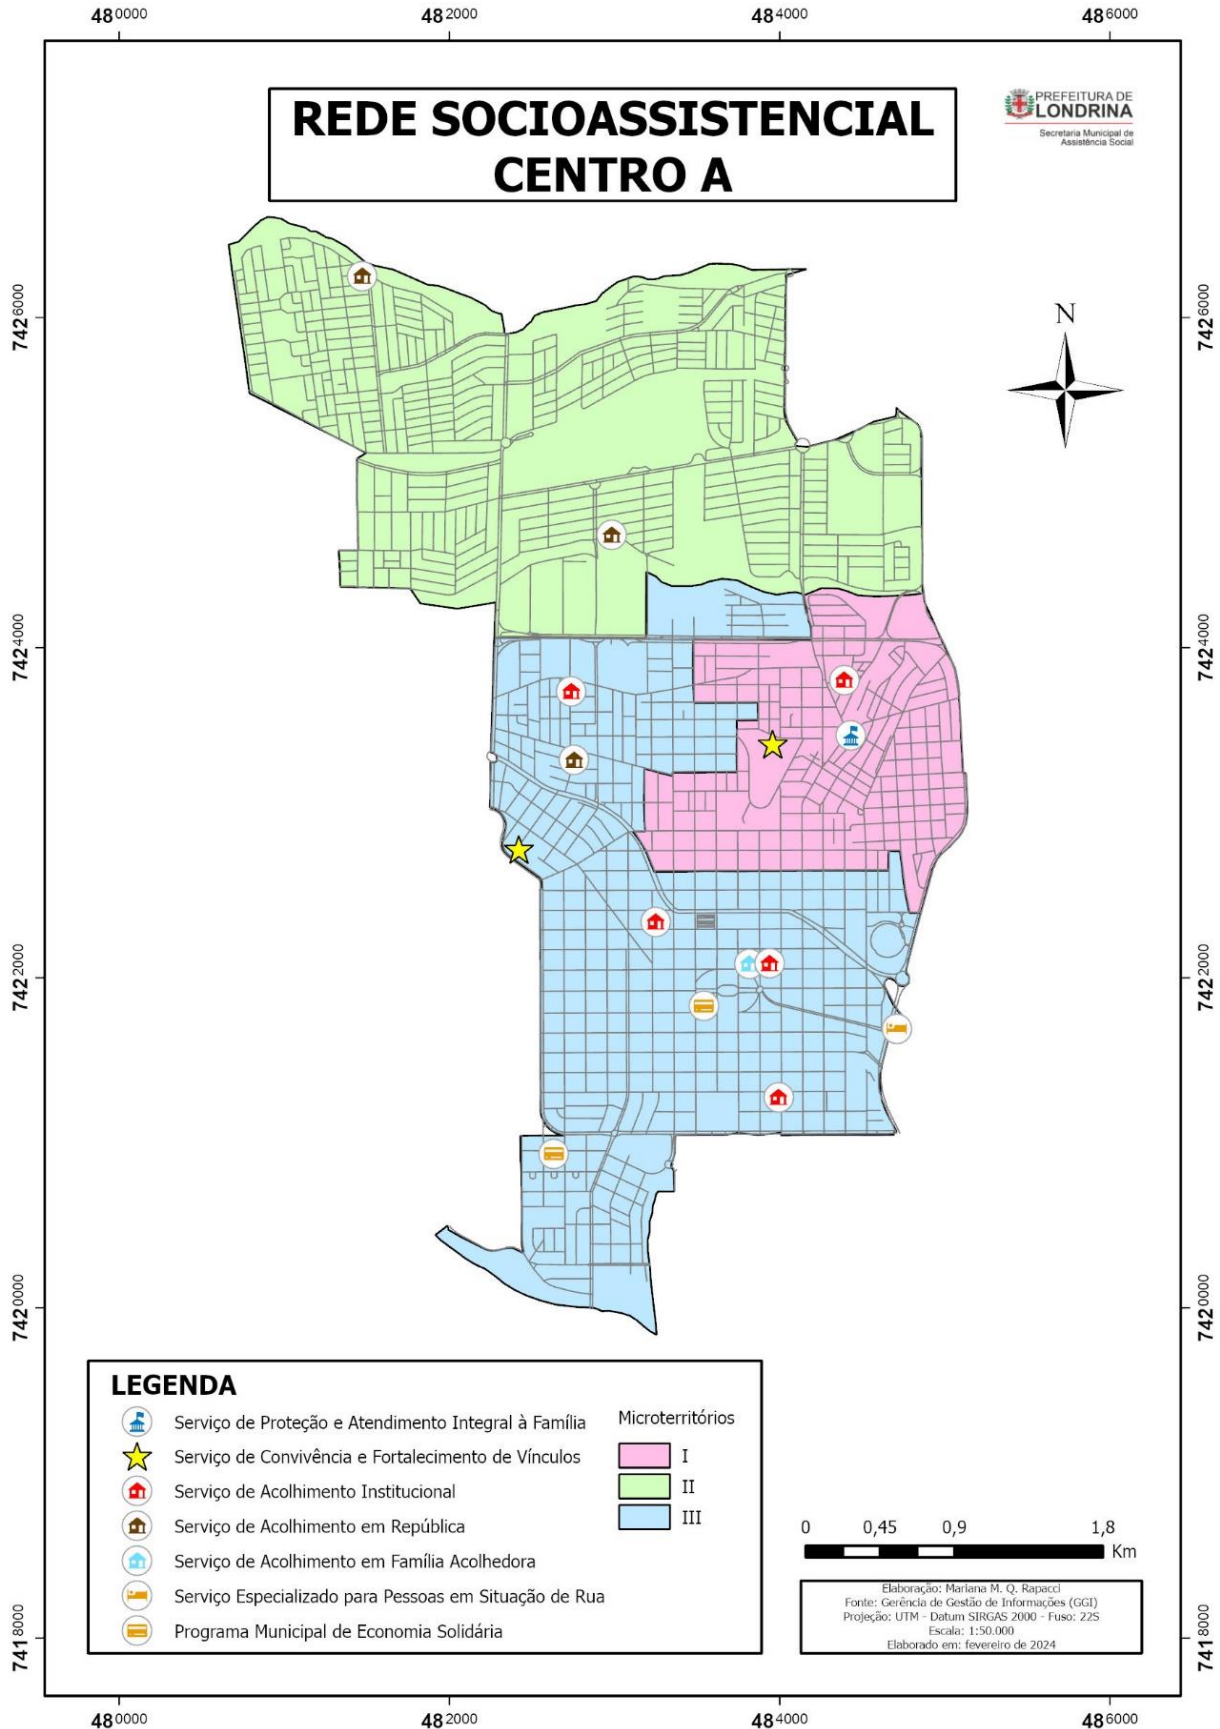 480000
482000
484000
486000
REDE SOCIOASSISTENCIAL
CENTRO A
PREFEITURA DE
LONDRINA
Secretaria Municipal de
Assistência Social
N
7426000
7426000
7424000
7424000
7422000
7422000
7420000
7420000
7418000
7418000
LEGENDA
Serviço de Proteção e Atendimento Integral à Família
Serviço de Convivência e Fortalecimento de Vínculos
Serviço de Acolhimento Institucional
Serviço de Acolhimento em República
Serviço de Acolhimento em Família Acolhedora
Serviço Especializado para Pessoas em Situação de Rua
Programa Municipal de Economia Solidária
Microterritórios
I
II
III
0 0,45 0,9 1,8
Km
Elaboração: Mariana M. Q. Rapacci
Fonte: Gerência de Gestão de Informações (GGI)
Projeção: UTM - Datum SIRGAS 2000 - Fuso: 22S
Escala: 1:50.000
Elaborado em: fevereiro de 2024
480000
482000
484000
486000